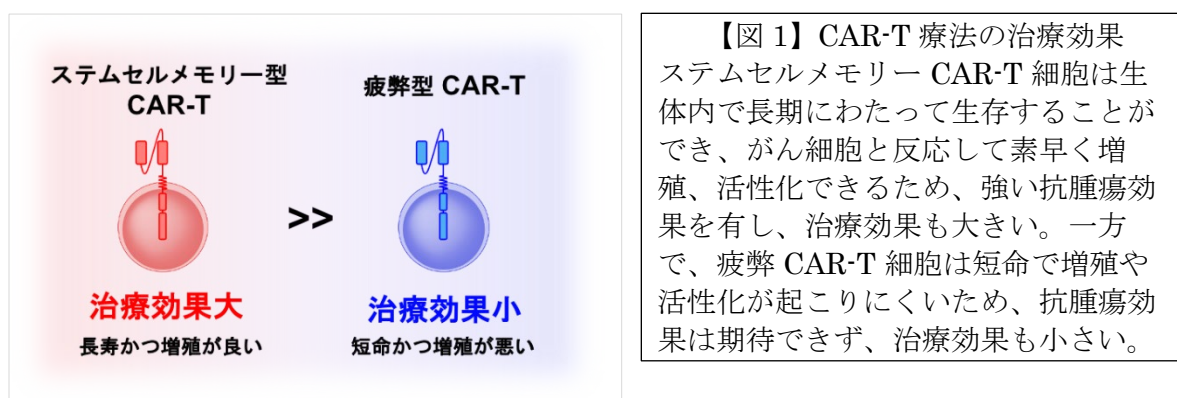 ステムセルメモリー型
CAR-T
疲弊型 CAR-T
>>
治療効果大
治療効果小
長寿かつ増殖が良い
短命かつ増殖が悪い
【図 1】CAR-T 療法の治療効果
ステムセルメモリー CAR-T 細胞は生
体内で長期にわたって生存することが
でき、がん細胞と反応して素早く増
殖、活性化できるため、強い抗腫瘍効
果を有し、治療効果も大きい。一方
で、疲弊 CAR-T 細胞は短命で増殖や
活性化が起こりにくいため、抗腫瘍効
果は期待できず、治療効果も小さい。